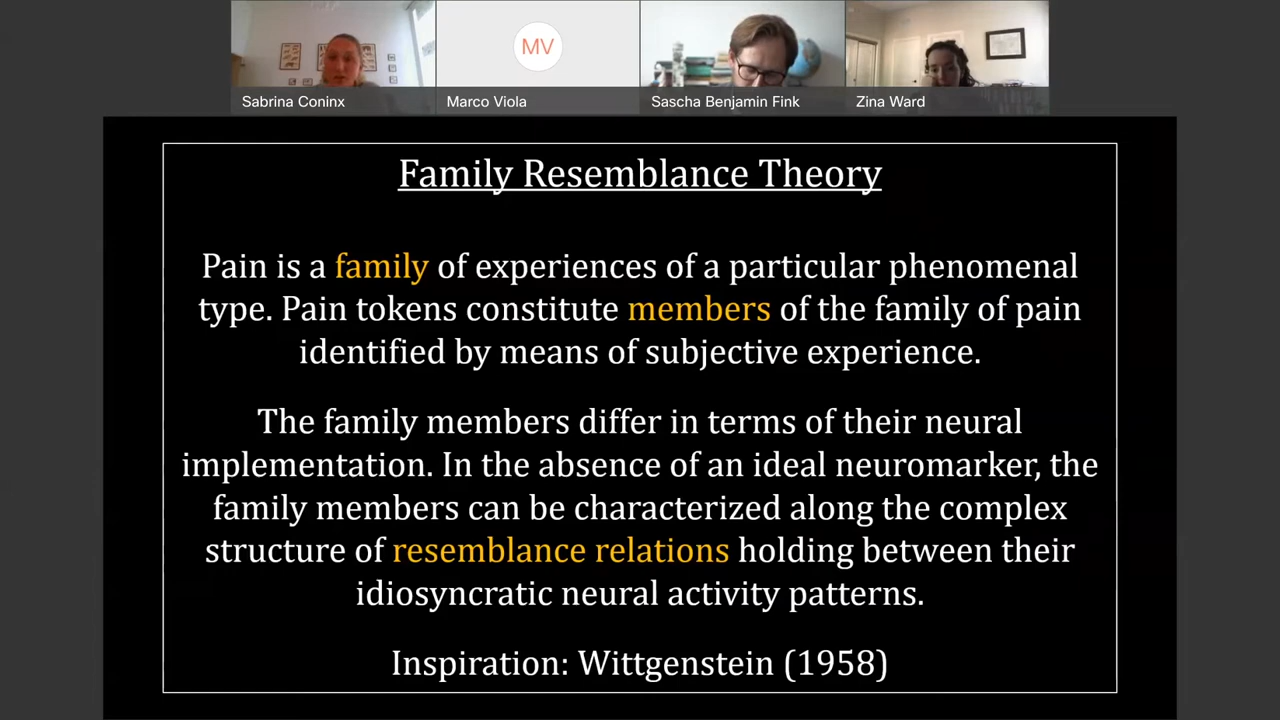 MV
Sabrina Coninx
Marco Viola
Sascha Benjamin Fink
Zina Ward
Family Resemblance Theory
Pain is a family of experiences of a particular phenomenal
type. Pain tokens constitute members of the family of pain
identified by means of subjective experience.
The family members differ in terms of their neural
implementation. In the absence of an ideal neuromarker, the
family members can be characterized along the complex
structure of resemblance relations holding between their
idiosyncratic neural activity patterns.
Inspiration: Wittgenstein (1958)